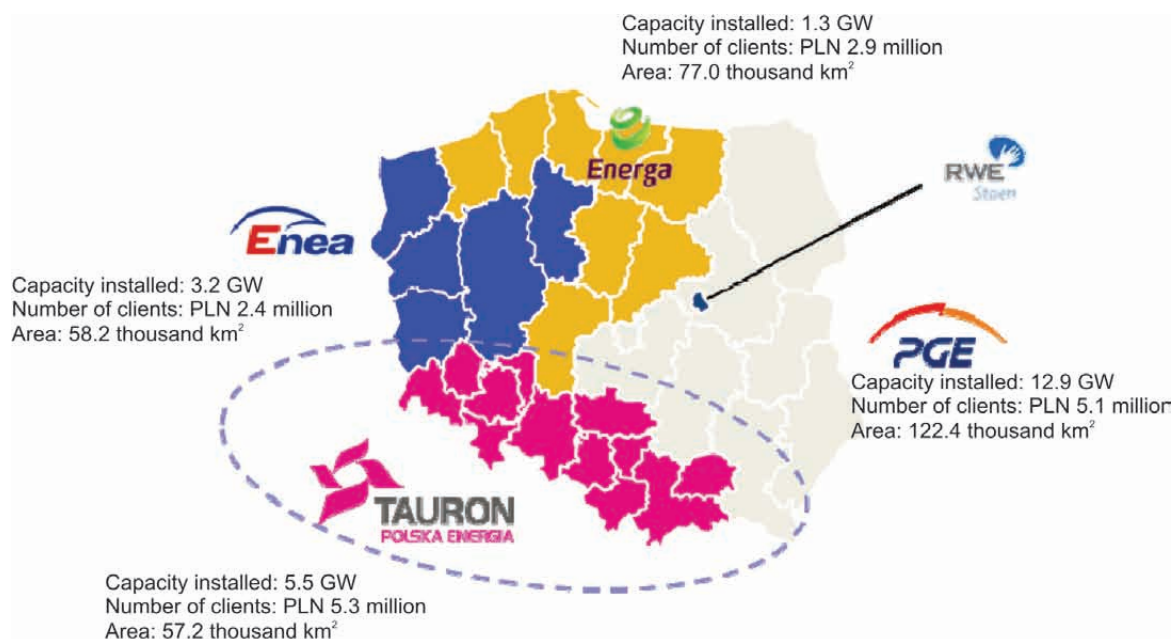 Capacity installed: 1.3 GW
Number of clients: PLN 2.9 million
Area: 77.0 thousand km²
Energa
RWE
Stoen
Enea
Capacity installed: 3.2 GW
Number of clients: PLN 2.4 million
Area: 58.2 thousand km²
PGE
Capacity installed: 12.9 GW
Number of clients: PLN 5.1 million
Area: 122.4 thousand km²
TAURON
POLSKA ENERGIA
Capacity installed: 5.5 GW
Number of clients: PLN 5.3 million
Area: 57.2 thousand km²